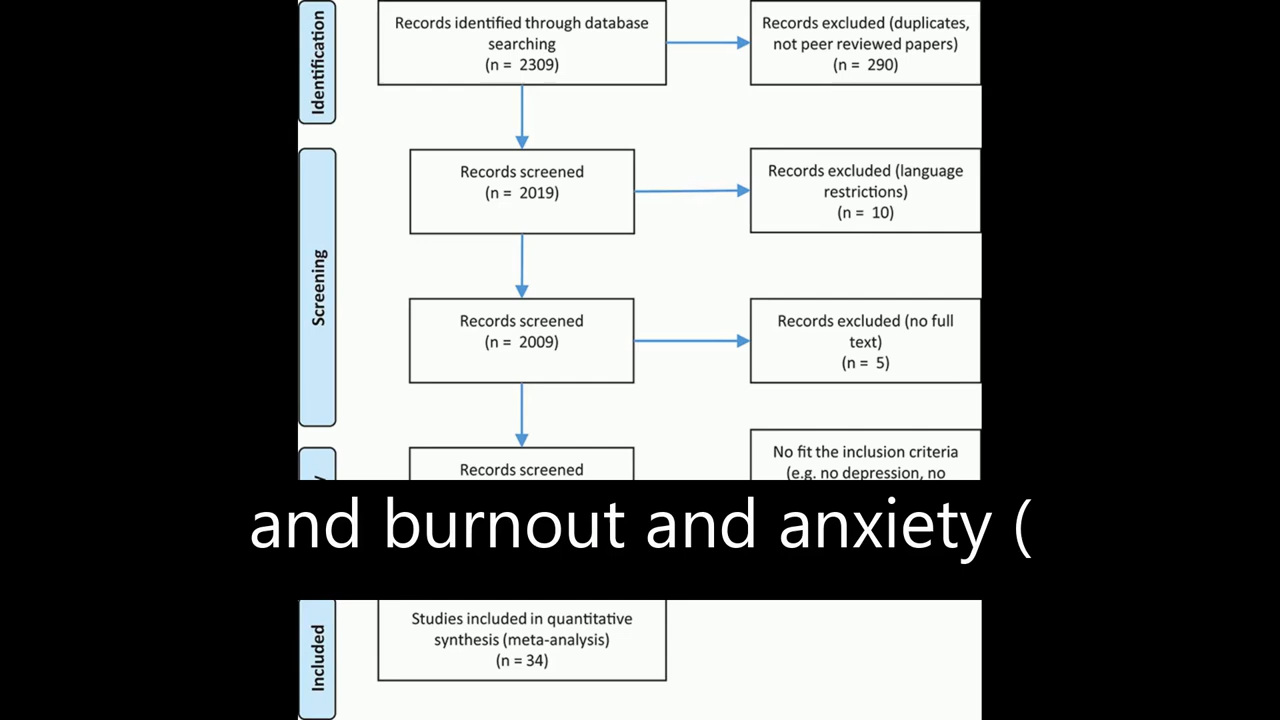 Identification
Records identified through database
searching
(n = 2309)
Records excluded (duplicates,
not peer reviewed papers)
(n = 290)
Screening
Records screened
(n = 2019)
Records excluded (language
restrictions)
(n = 10)
Records screened
(n = 2009)
Records excluded (no full
text)
(n = 5)
Records screened
No fit the inclusion criteria
(e.g. no depression, no
and burnout and anxiety (
Included
Studies included in quantitative
synthesis (meta-analysis)
(n = 34)